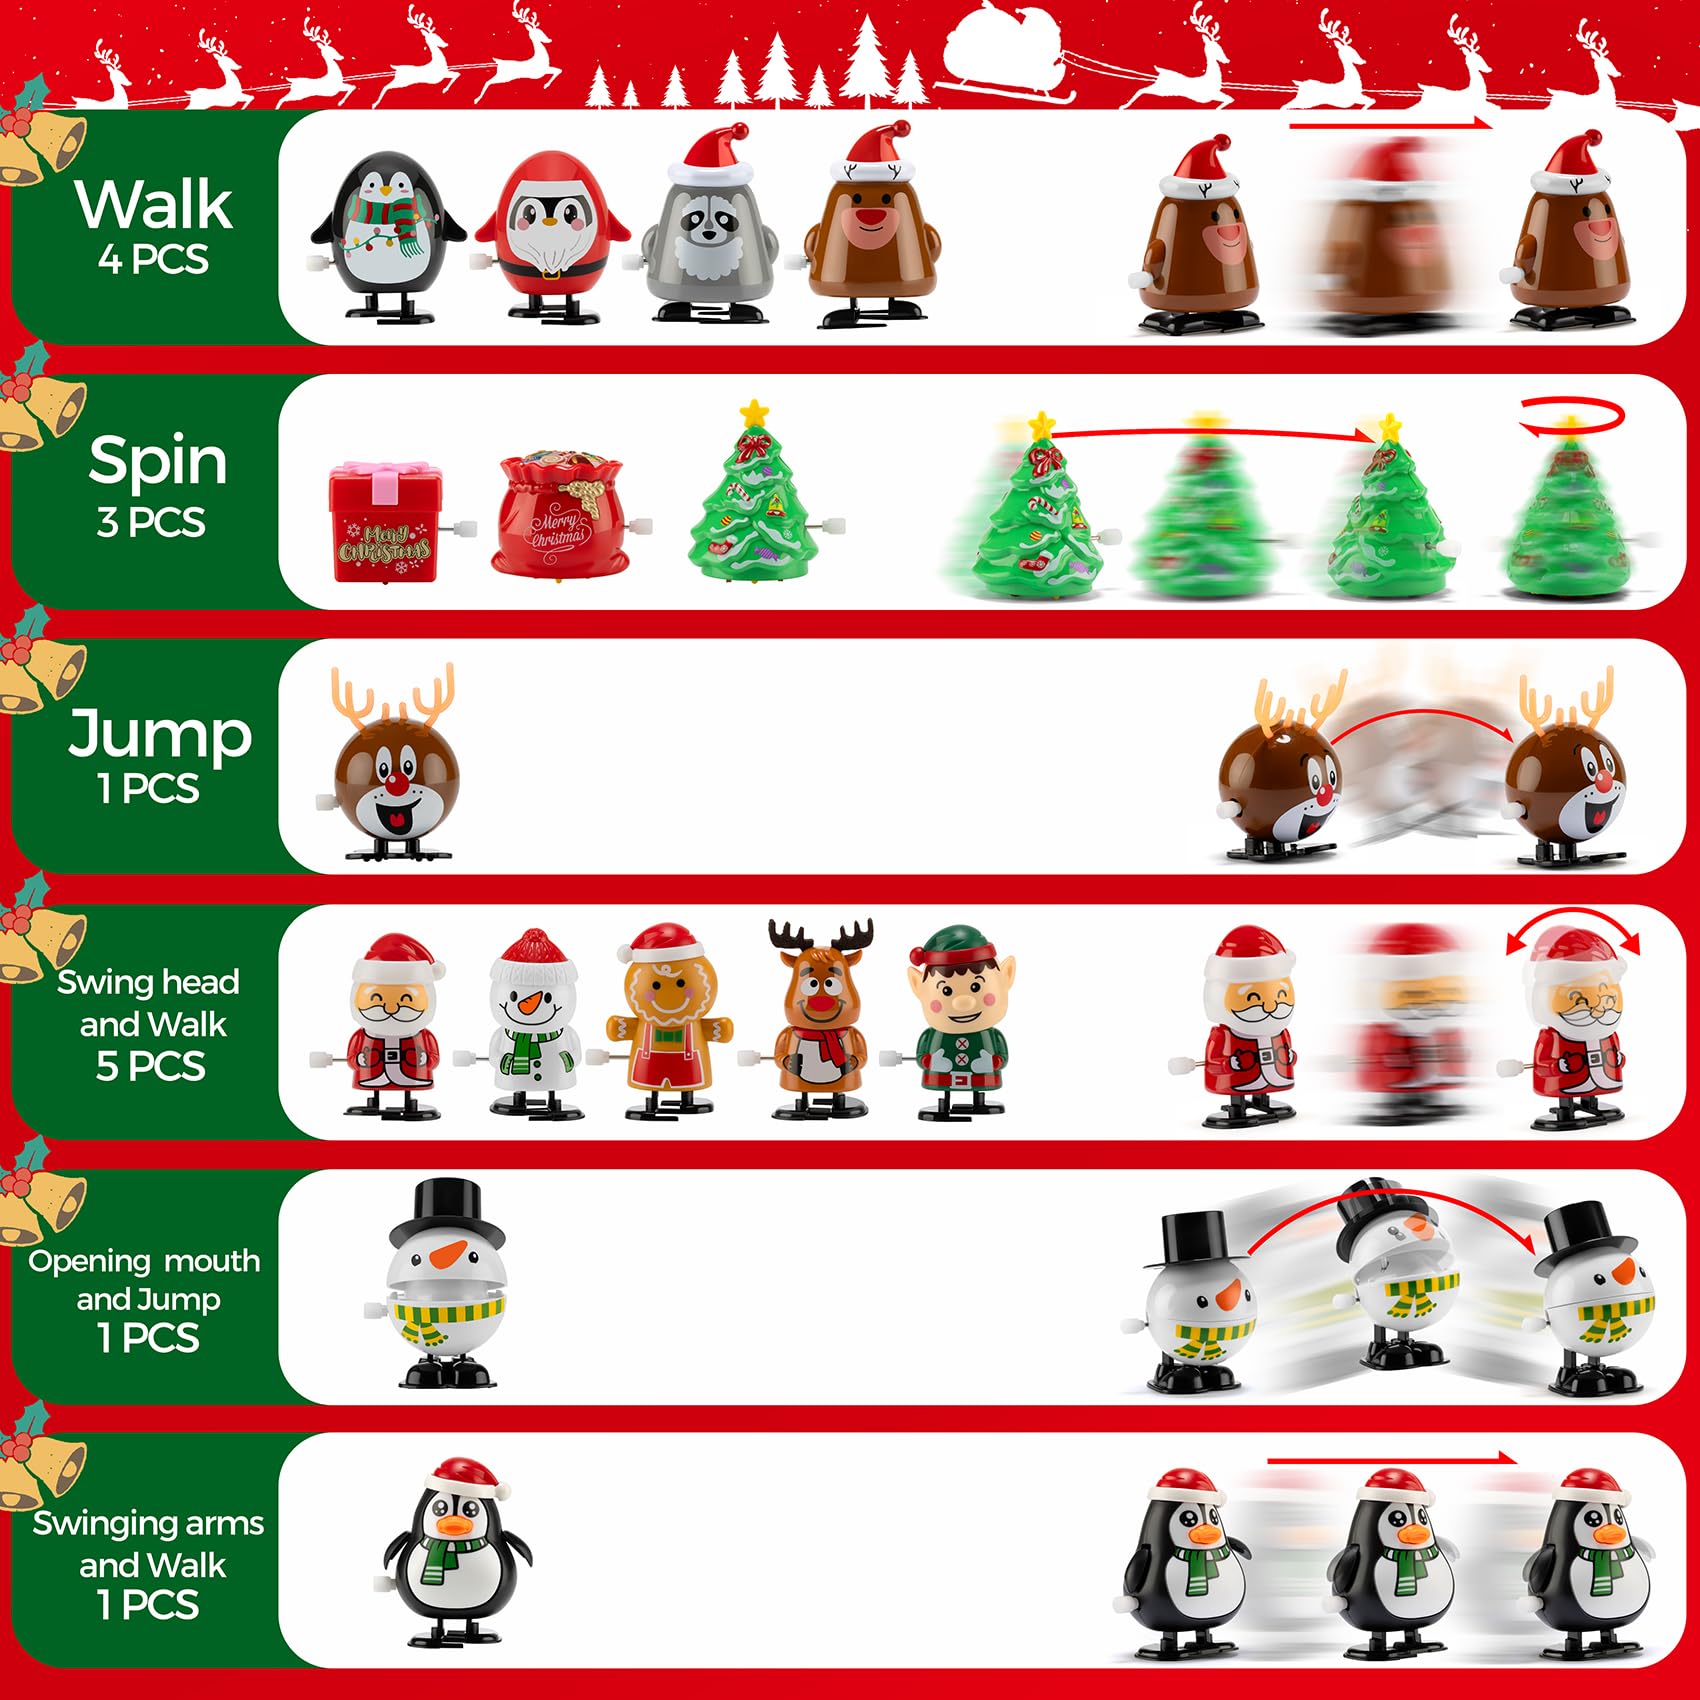 Walk
4 PCS
Spin
3 PCS
Merry
CHRISTMAS
Merry
Christmas
Jump
1 PCS
Swing head
and Walk
5 PCS
Opening mouth
and Jump
1 PCS
Swinging arms
and Walk
1 PCS